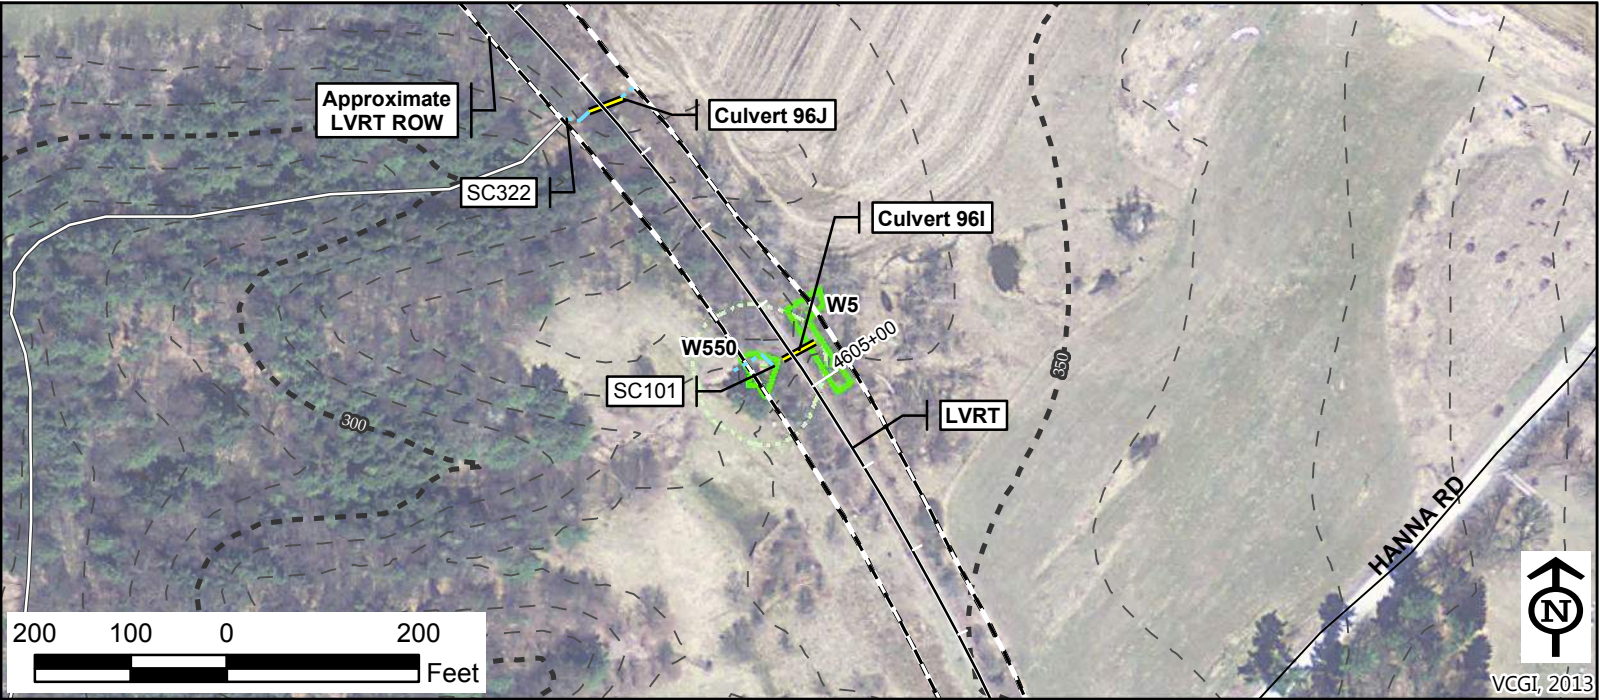 Approximate
LVRT ROW
Culvert 96J
SC322
Culvert 96I
W5
W550
4605+00
SC101
LVRT
350
300
HANNA RD
N
200 100 0 200
Feet
VCGI, 2013